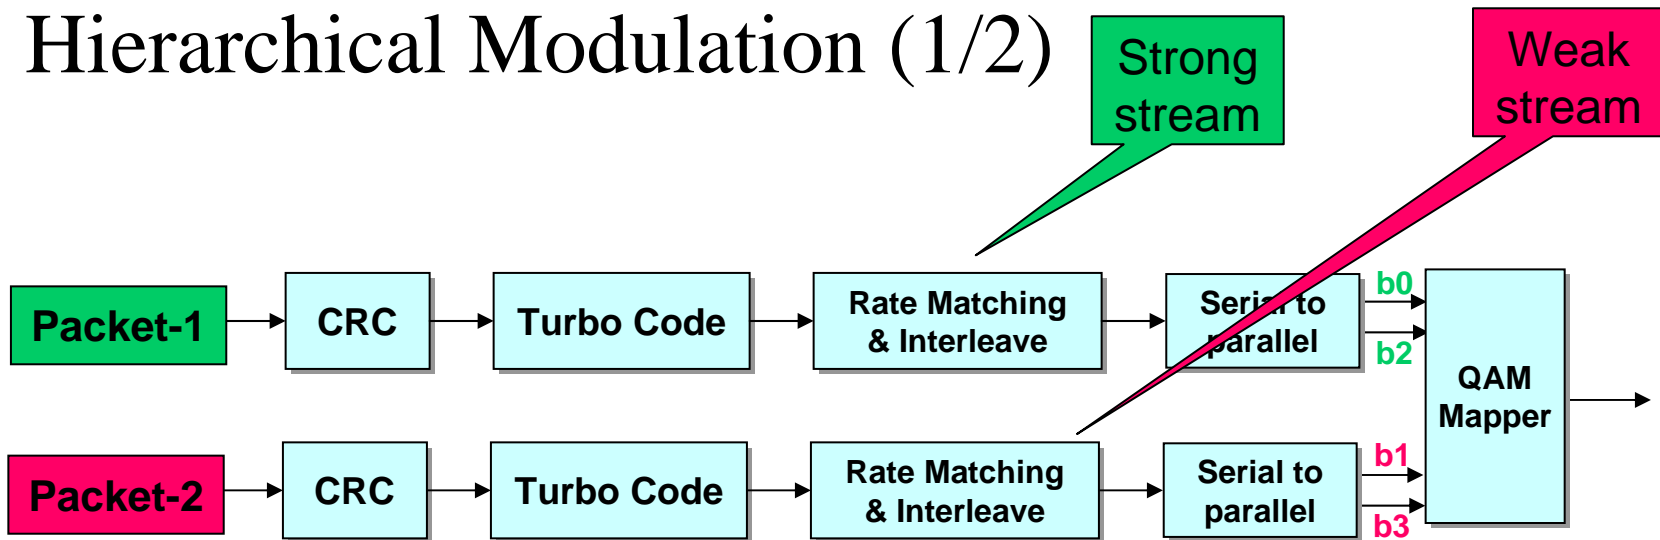 Hierarchical Modulation (1/2)
Strong
stream
Weak
stream
Packet-1
CRC
Turbo Code
Rate Matching
& Interleave
Serial to
parallel
b0
b2
QAM
Mapper
Packet-2
CRC
Turbo Code
Rate Matching
& Interleave
Serial to
parallel
b1
b3